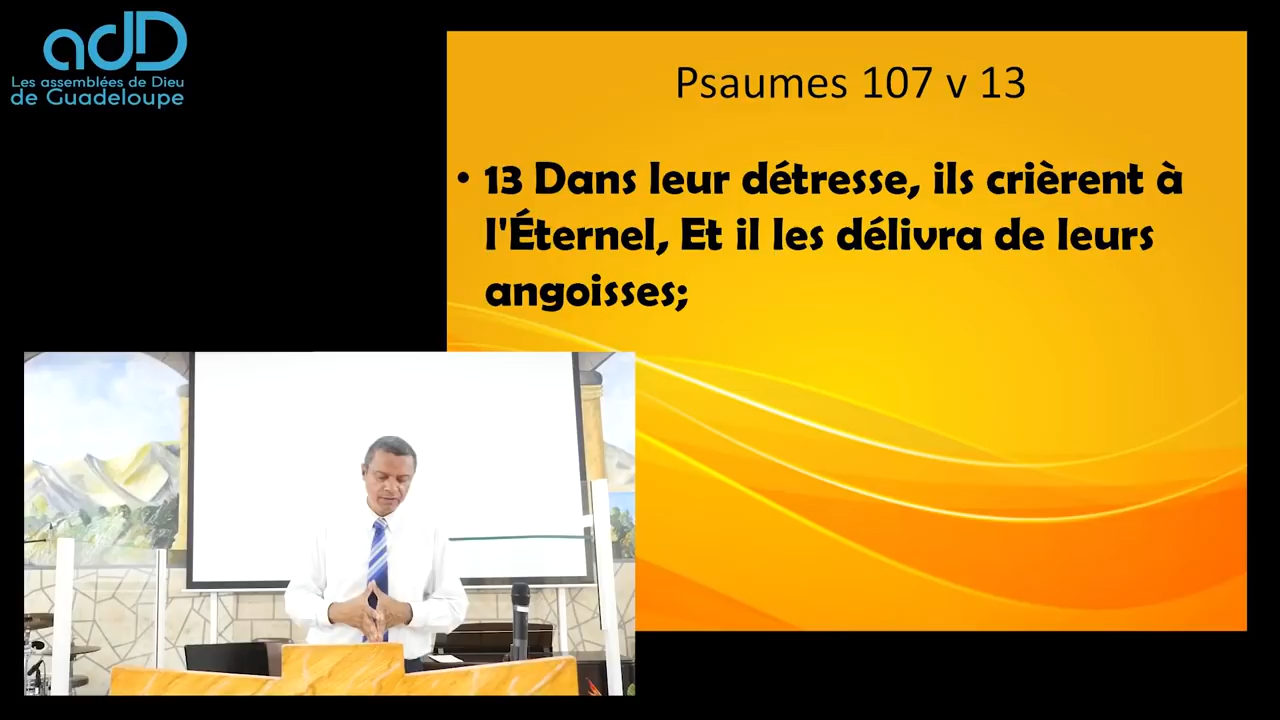 adD
Les assemblées de Dieu
de Guadeloupe
Psaumes 107 v 13
• 13 Dans leur détresse, ils crièrent à
l'Éternel, Et il les délivra de leurs
angoisses;